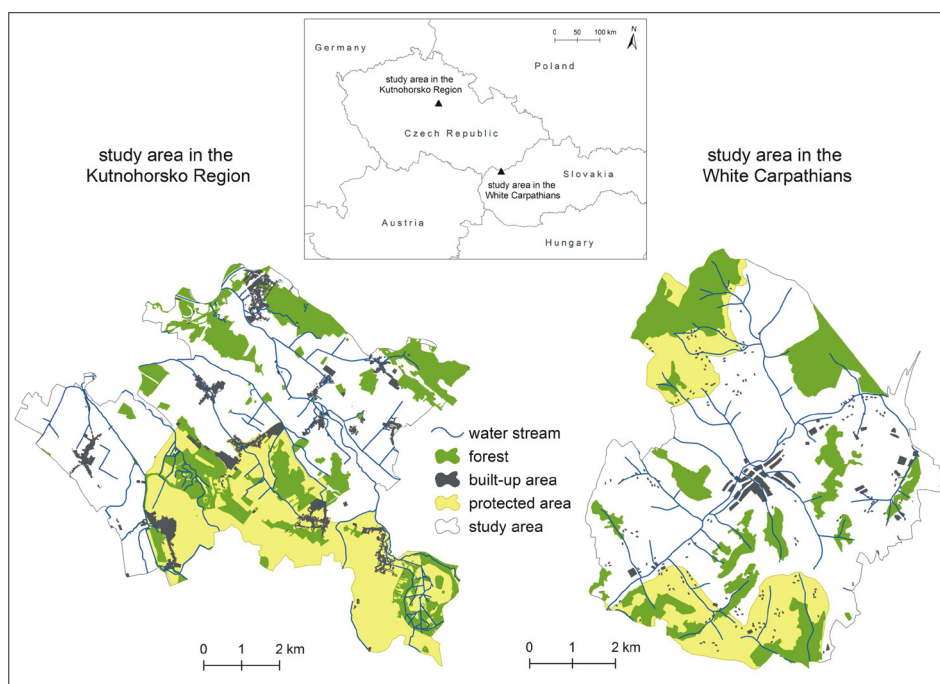 Germany
0 50 100 km
N
Poland
study area in the
Kutnohorsko Region
Czech Republic
study area in the
White Carpathians
Slovakia
Austria
Hungary
study area in the
Kutnohorsko Region
study area in the
White Carpathians
water stream
forest
built-up area
protected area
study area
0 1 2 km
0 1 2 km